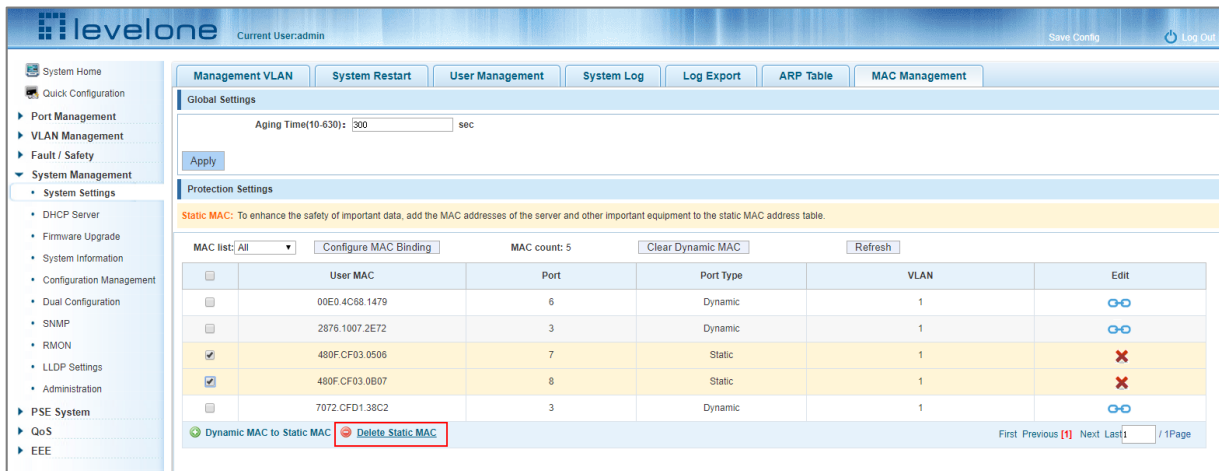 levelone Current User:admin Save Config Log Out
System Home
Quick Configuration
Port Management
VLAN Management
Fault / Safety
System Management
System Settings
DHCP Server
Firmware Upgrade
System Information
Configuration Management
Dual Configuration
SNMP
RMON
LLDP Settings
Administration
PSE System
QoS
EEE
Management VLAN System Restart User Management System Log Log Export ARP Table MAC Management
Global Settings
Aging Time(10-630): 300 sec
Apply
Protection Settings
Static MAC: To enhance the safety of important data, add the MAC addresses of the server and other important equipment to the static MAC address table.
MAC list: All Configure MAC Binding MAC count: 5 Clear Dynamic MAC Refresh
User MAC Port Port Type VLAN Edit
00E0.4C68.1479 6 Dynamic 1
2876.1007.2E72 3 Dynamic 1
480F.CF03.0506 7 Static 1
480F.CF03.0B07 8 Static 1
7072.CFD1.38C2 3 Dynamic 1
Dynamic MAC to Static MAC Delete Static MAC First Previous [1] Next Last 1 / 1Page